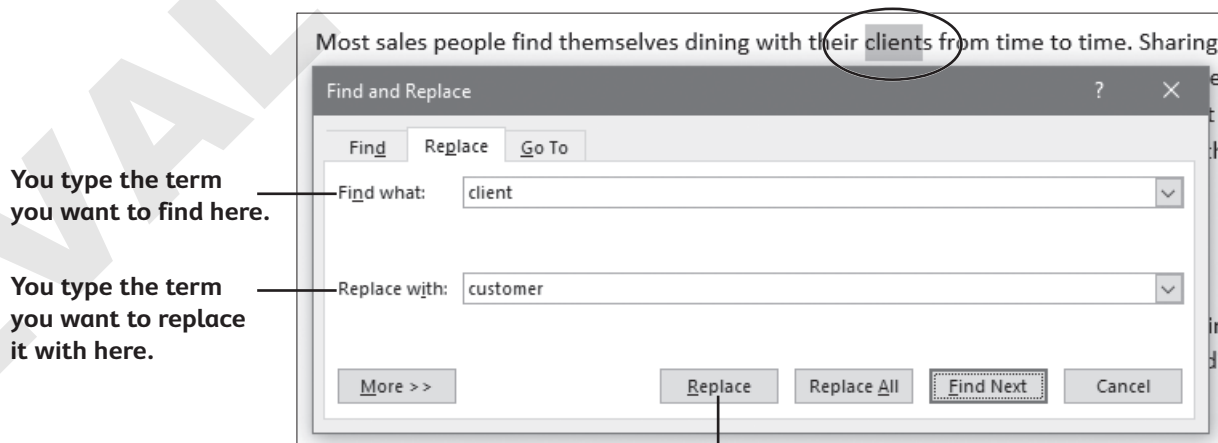 Most sales people find themselves dining with their clients from time to time. Sharing
Find and Replace ?
Find Replace Go To
You type the term
you want to find here.
Find what: client
You type the term
you want to replace
it with here.
Replace with: customer
More >> Replace Replace All Find Next Cancel
EVAL